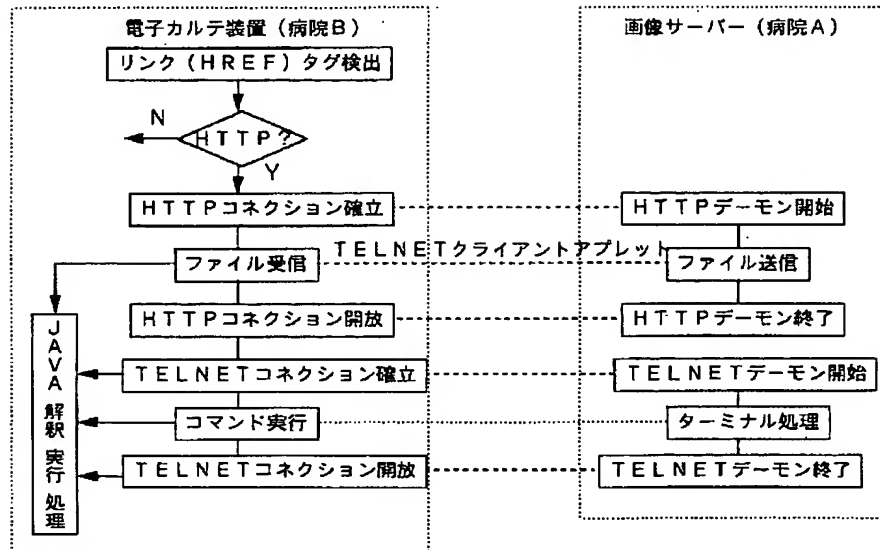 電子カルテ装置（病院B）
画像サーバー（病院A）
リンク（HREF）タグ検出
N
HTTP?
Y
HTTPコネクション確立
HTTPデーモン開始
TELNETクライアントアプレット
ファイル受信
ファイル送信
HTTPコネクション開放
HTTPデーモン終了
JAVA解釈実行処理
TELNETコネクション確立
TELNETデーモン開始
コマンド実行
ターミナル処理
TELNETコネクション開放
TELNETデーモン終了